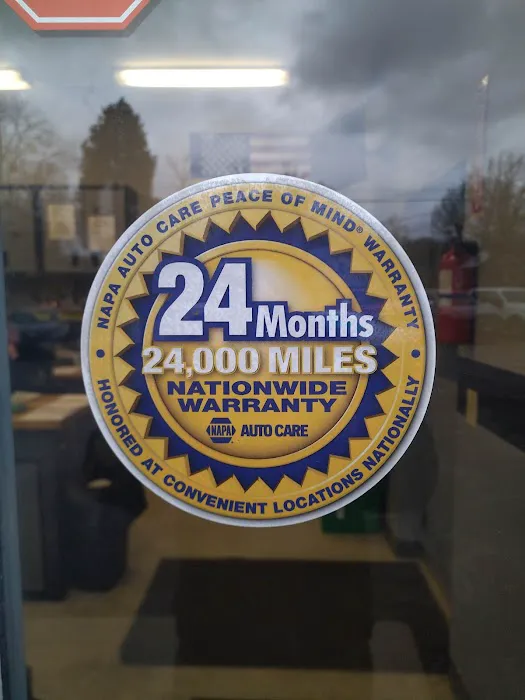 NAPA AUTO CARE PEACE OF MIND® WARRANTY
24 Months
24,000 MILES
NATIONWIDE
WARRANTY
NAPA AUTO CARE
HONORED AT CONVENIENT LOCATIONS NATIONALLY